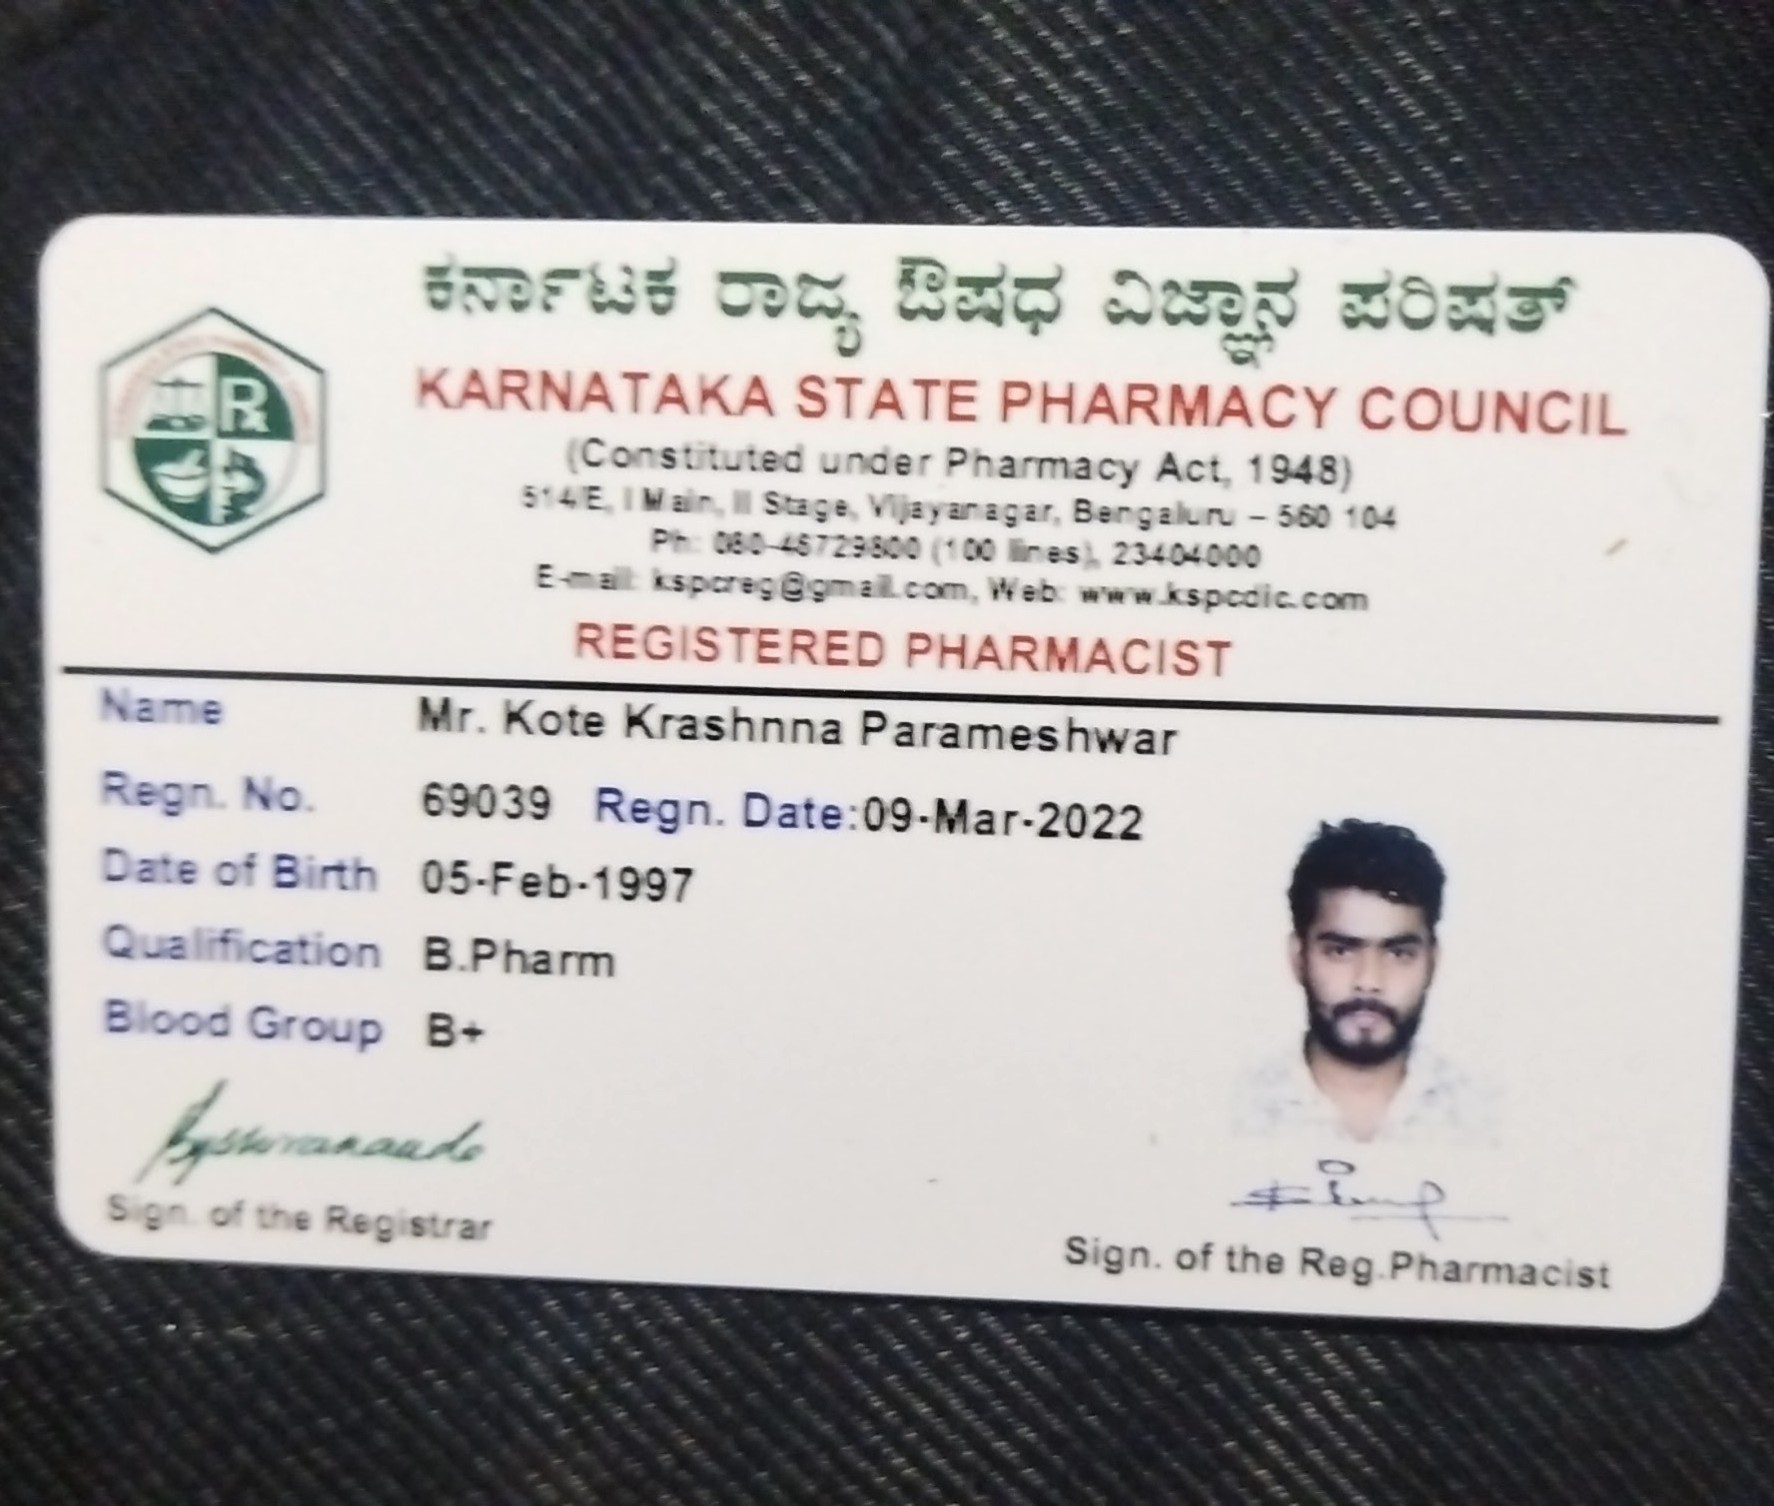 ಕರ್ನಾಟಕ ರಾಜ್ಯ ಔಷಧ ವಿಜ್ಞಾನ ಪರಿಷತ್
KARNATAKA STATE PHARMACY COUNCIL
(Constituted under Pharmacy Act, 1948)
514/E, I Main, II Stage, Vijayanagar, Bengaluru – 560 104
Ph: 080-46729800 (100 lines), 23404000
E-mail: kspcreg@gmail.com, Web: www.kspcdic.com
REGISTERED PHARMACIST
Name Mr. Kote Krashnna Parameshwar
Regn. No. 69039 Regn. Date:09-Mar-2022
Date of Birth 05-Feb-1997
Qualification B.Pharm
Blood Group B+
Sign. of the Registrar
Sign. of the Reg.Pharmacist